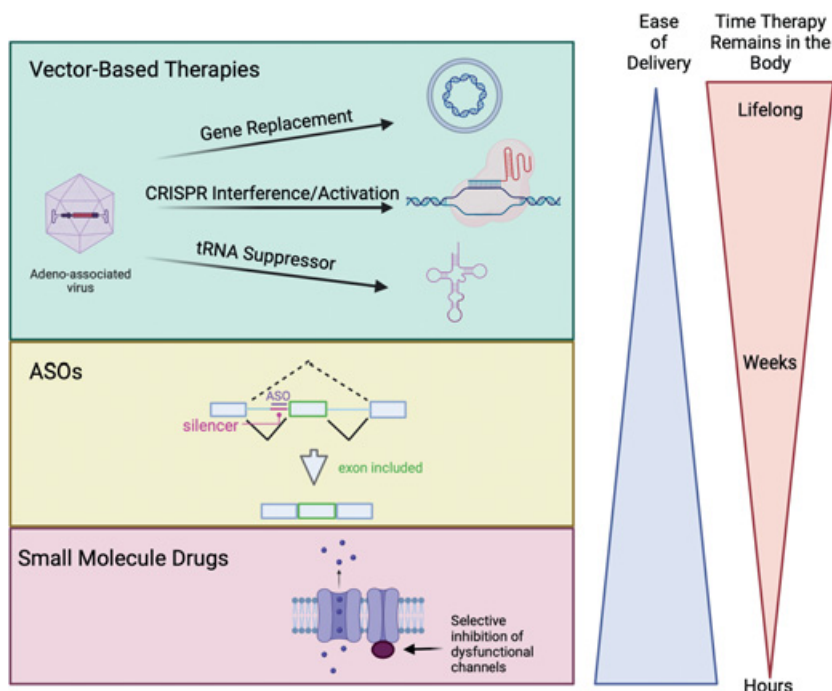 Ease
of
Delivery
Time Therapy
Remains in the
Body
Vector-Based Therapies
Gene Replacement
CRISPR Interference/Activation
tRNA Suppressor
Adeno-associated
virus
Lifelong
ASOs
ASO
silencer
exon included
Weeks
Small Molecule Drugs
Selective
inhibition of
dysfunctional
channels
Hours